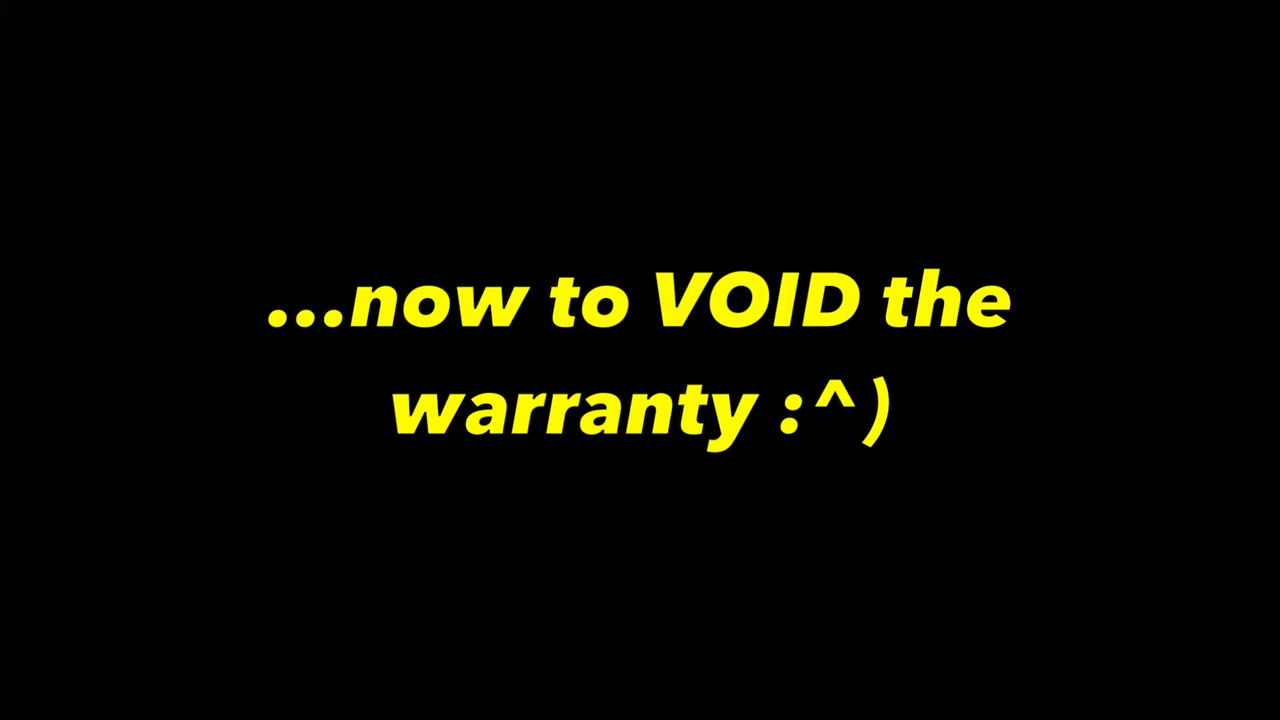 ...now to VOID the
warranty :^)